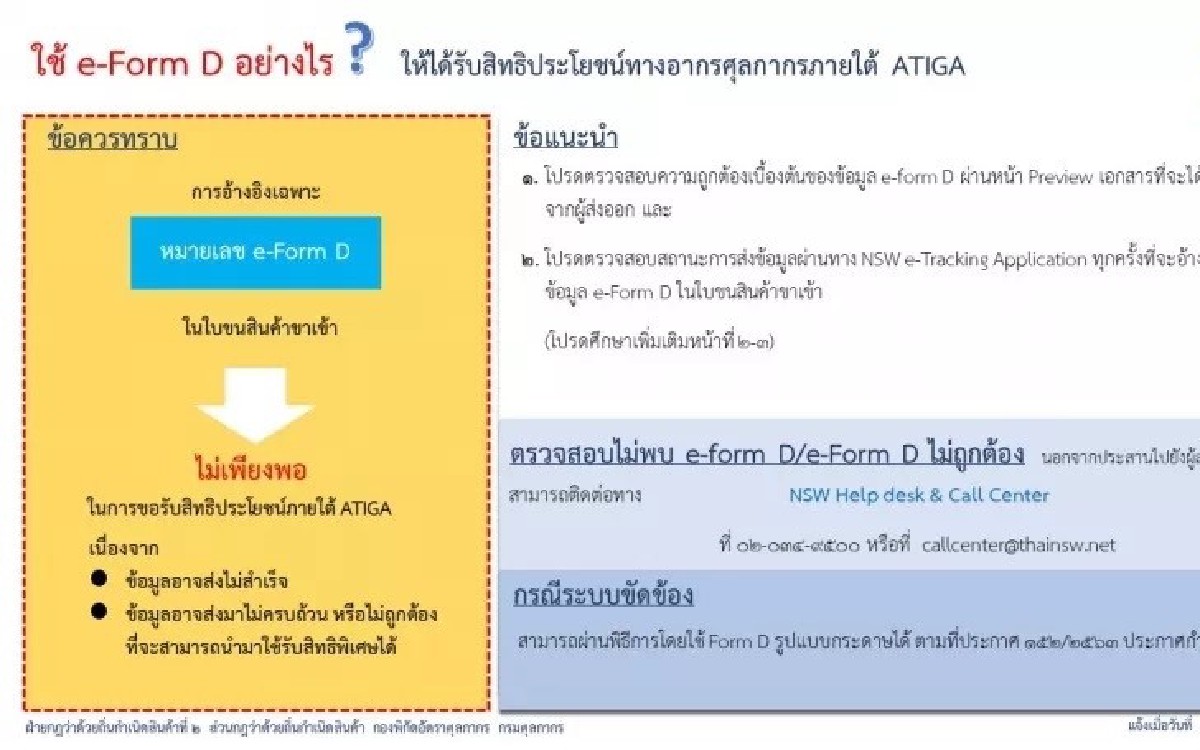 ใช้ e-Form D อย่างไร ? ให้ได้รับสิทธิประโยชน์ทางอากรศุลกากรภายใต้ ATIGA
ข้อควรทราบ
การอ้างอิงเฉพาะ
หมายเลข e-Form D
ในใบขนสินค้าขาเข้า
ไม่เพียงพอ
ในการขอรับสิทธิประโยชน์ภายใต้ ATIGA
เนื่องจาก
● ข้อมูลอาจส่งไม่สำเร็จ
● ข้อมูลอาจส่งมาไม่ครบถ้วน หรือไม่ถูกต้อง
ที่จะสามารถนำมาใช้รับสิทธิพิเศษได้
ข้อแนะนำ
๑. โปรดตรวจสอบความถูกต้องเบื้องต้นของข้อมูล e-form D ผ่านหน้า Preview เอกสารที่จะได้
จากผู้ส่งออก และ
๒. โปรดตรวจสอบสถานะการส่งข้อมูลผ่านทาง NSW e-Tracking Application ทุกครั้งที่จะอ้าง
ข้อมูล e-Form D ในใบขนสินค้าขาเข้า
(โปรดศึกษาเพิ่มเติมหน้าที่ ๒-๓)
ตรวจสอบไม่พบ e-form D/e-Form D ไม่ถูกต้อง นอกจากประสานไปยังผู้ส
สามารถติดต่อทาง NSW Help desk & Call Center
ที่ ๐๒-๐๓๔-๙๕๐๐ หรือที่ callcenter@thainsw.net
กรณีระบบขัดข้อง
สามารถผ่านพิธีการโดยใช้ Form D รูปแบบกระดาษได้ ตามที่ประกาศ ๑๕๒/๒๕๖๓ ประกาศกำ
ฝ่ายกฎว่าด้วยถิ่นกำเนิดสินค้าที่ ๒ ส่วนกฎว่าด้วยถิ่นกำเนิดสินค้า กองพิกัดอัตราศุลกากร กรมศุลกากร
แจ้งเมื่อวันที่